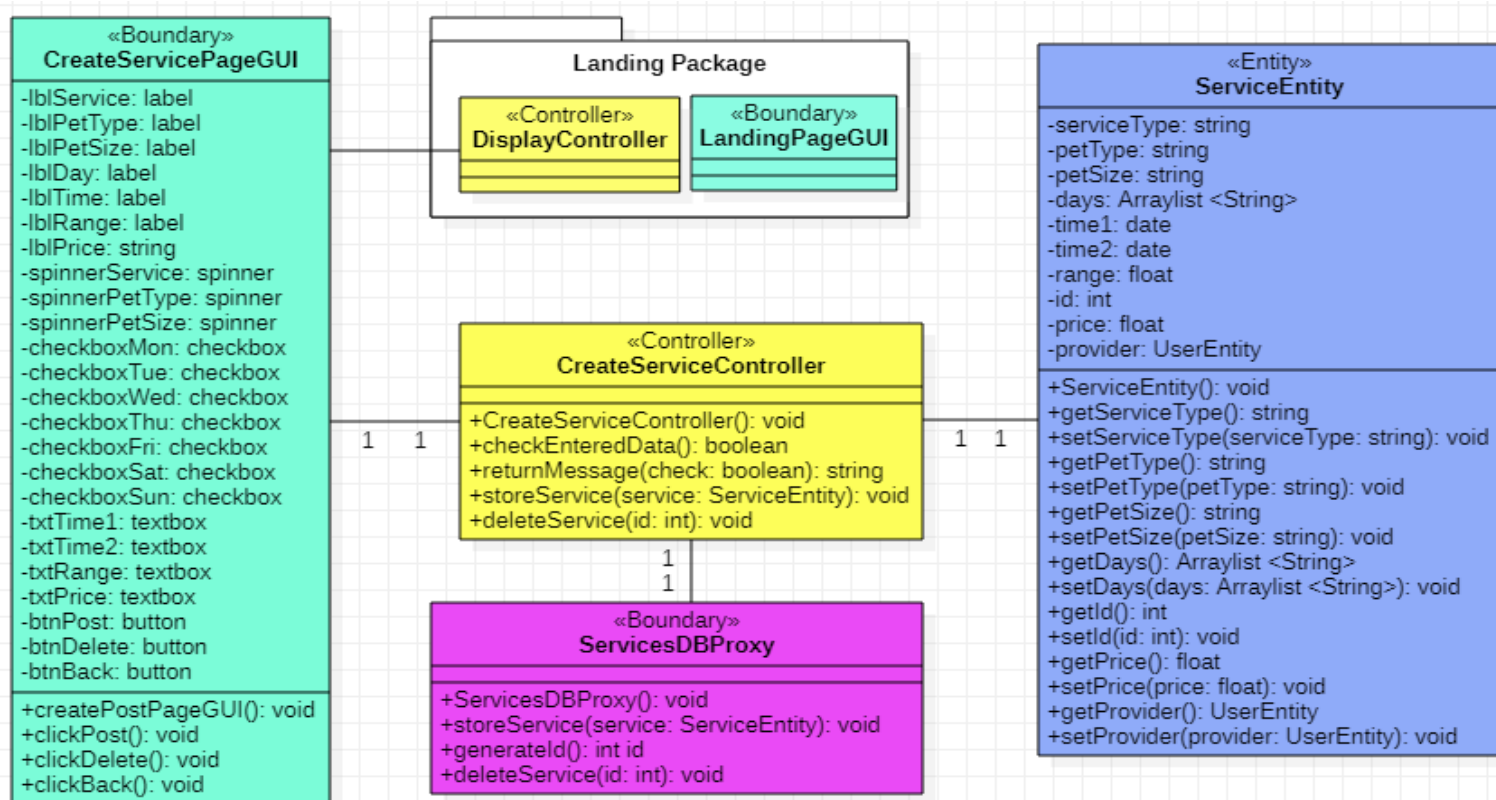 «Boundary»
CreateServicePageGUI
-lblService: label
-lblPetType: label
-lblPetSize: label
-lblDay: label
-lblTime: label
-lblRange: label
-lblPrice: string
-spinnerService: spinner
-spinnerPetType: spinner
-spinnerPetSize: spinner
-checkboxMon: checkbox
-checkboxTue: checkbox
-checkboxWed: checkbox
-checkboxThu: checkbox
-checkboxFri: checkbox
-checkboxSat: checkbox
-checkboxSun: checkbox
-txtTime1: textbox
-txtTime2: textbox
-txtRange: textbox
-txtPrice: textbox
-btnPost: button
-btnDelete: button
-btnBack: button
+createPostPageGUI(): void
+clickPost(): void
+clickDelete(): void
+clickBack(): void
Landing Package
«Controller»
DisplayController
«Boundary»
LandingPageGUI
1 1
«Controller»
CreateServiceController
+CreateServiceController(): void
+checkEnteredData(): boolean
+returnMessage(check: boolean): string
+storeService(service: ServiceEntity): void
+deleteService(id: int): void
1 1
1
1
«Boundary»
ServicesDBProxy
+ServicesDBProxy(): void
+storeService(service: ServiceEntity): void
+generateId(): int id
+deleteService(id: int): void
«Entity»
ServiceEntity
-serviceType: string
-petType: string
-petSize: string
-days: Arraylist <String>
-time1: date
-time2: date
-range: float
-id: int
-price: float
-provider: UserEntity
+ServiceEntity(): void
+getServiceType(): string
+setServiceType(serviceType: string): void
+getPetType(): string
+setPetType(petType: string): void
+getPetSize(): string
+setPetSize(petSize: string): void
+getDays(): Arraylist <String>
+setDays(days: Arraylist <String>): void
+getId(): int
+setId(id: int): void
+getPrice(): float
+setPrice(price: float): void
+getProvider(): UserEntity
+setProvider(provider: UserEntity): void